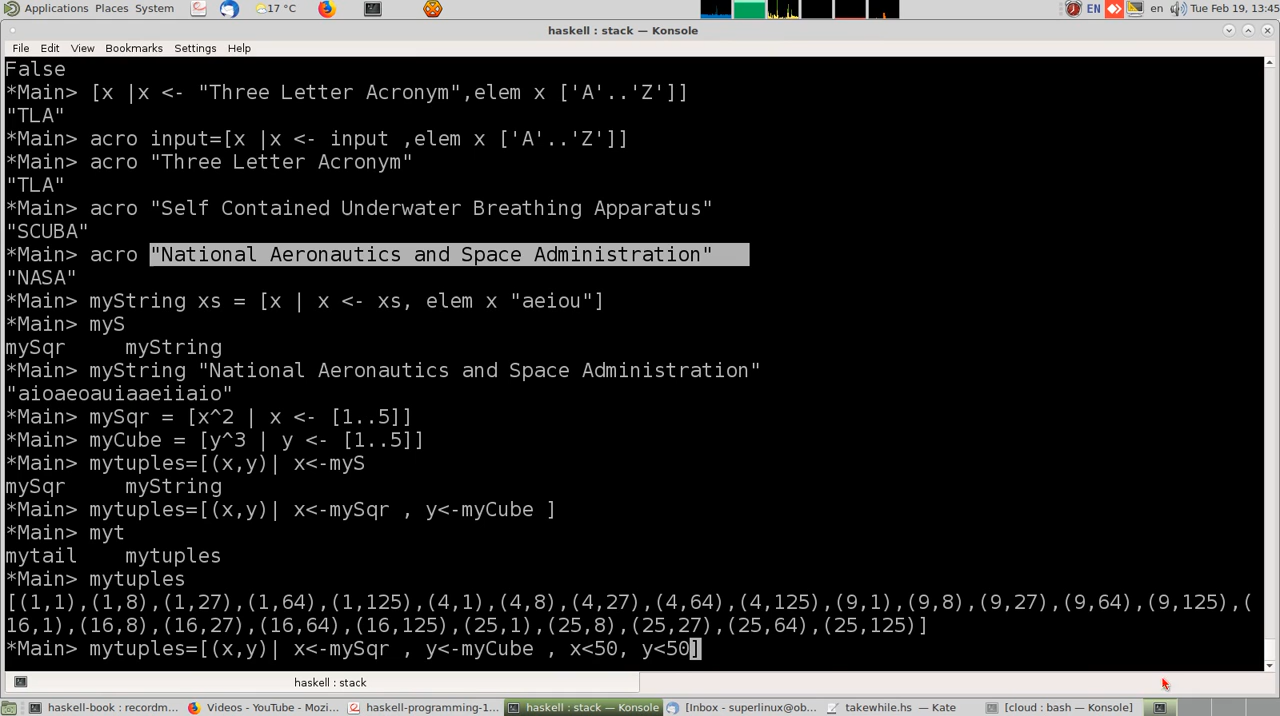 Applications Places System 17 °C EN en Tue Feb 19, 13:45
haskell : stack — Konsole
File Edit View Bookmarks Settings Help
False
*Main> [x |x <- "Three Letter Acronym",elem x ['A'..'Z']]
"TLA"
*Main> acro input=[x |x <- input ,elem x ['A'..'Z']]
*Main> acro "Three Letter Acronym"
"TLA"
*Main> acro "Self Contained Underwater Breathing Apparatus"
"SCUBA"
*Main> acro "National Aeronautics and Space Administration"
"NASA"
*Main> myString xs = [x | x <- xs, elem x "aeiou"]
*Main> myS
mySqr myString
*Main> myString "National Aeronautics and Space Administration"
"aioaeoauiaaeiiaio"
*Main> mySqr = [x^2 | x <- [1..5]]
*Main> myCube = [y^3 | y <- [1..5]]
*Main> mytuples=[(x,y)| x<-myS
mySqr myString
*Main> mytuples=[(x,y)| x<-mySqr , y<-myCube ]
*Main> myt
mytail mytuples
*Main> mytuples
[(1,1),(1,8),(1,27),(1,64),(1,125),(4,1),(4,8),(4,27),(4,64),(4,125),(9,1),(9,8),(9,27),(9,64),(9,125),(
16,1),(16,8),(16,27),(16,64),(16,125),(25,1),(25,8),(25,27),(25,64),(25,125)]
*Main> mytuples=[(x,y)| x<-mySqr , y<-myCube , x<50, y<50]
haskell : stack
haskell-book : recordm... Videos - YouTube - Mozi... haskell-programming-1... haskell : stack — Konsole [Inbox - superlinux@ob... takewhile.hs — Kate [cloud : bash — Konsole]